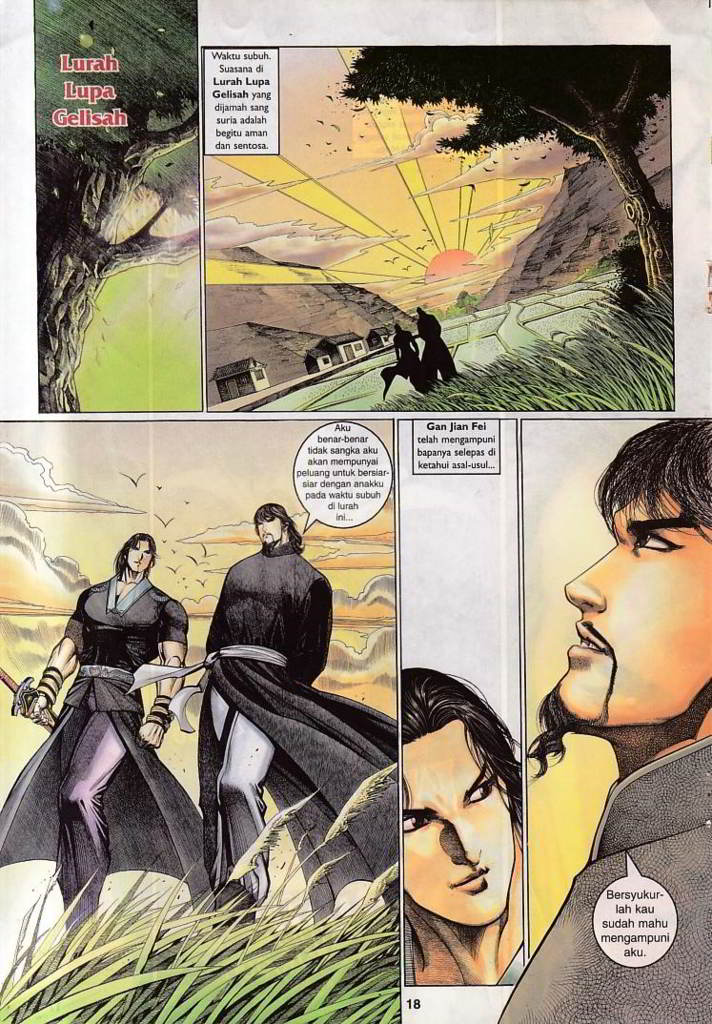 Lurah
Lupa
Gelisah
Waktu subuh.
Suasana di
Lurah Lupa
Gelisah yang
dijamah sang
suria adalah
begitu aman
dan sentosa.
Aku
benar-benar
tidak sangka aku
akan mempunyai
peluang untuk bersiar-
siar dengan anakku
pada waktu subuh
di lurah
ini...
Gan Jian Fei
telah mengampuni
bapanya selepas di
ketahui asal-usul...
Bersyukur-
lah kau
sudah mahu
mengampuni
aku.
18